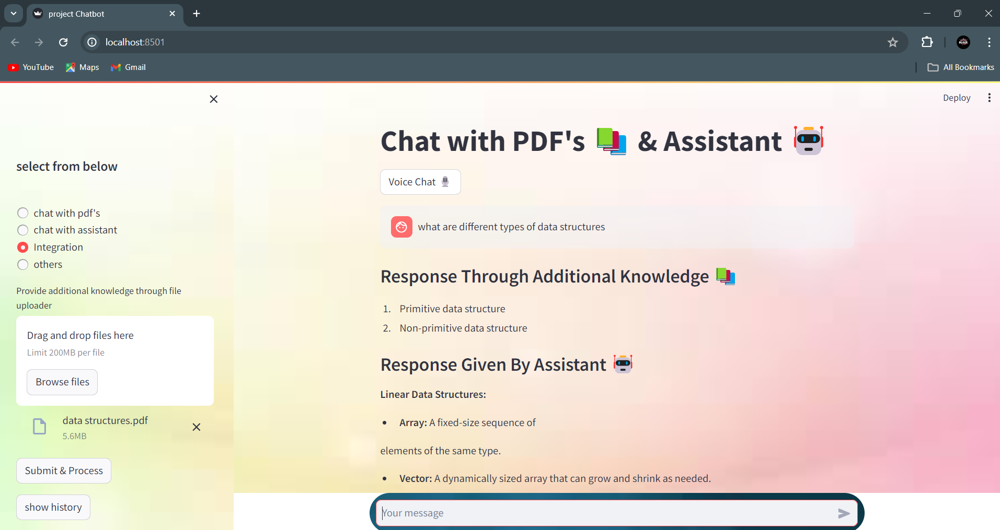 project Chatbot
localhost:8501
YouTube
Maps
Gmail
All Bookmarks
Deploy
select from below
chat with pdf's
chat with assistant
Integration
others
Provide additional knowledge through file
uploader
Drag and drop files here
Limit 200MB per file
Browse files
data structures.pdf
5.6MB
Submit & Process
show history
Chat with PDF's 📚 & Assistant 🤖
Voice Chat 🎙️
what are different types of data structures
Response Through Additional Knowledge 📚
1. Primitive data structure
2. Non-primitive data structure
Response Given By Assistant 🤖
Linear Data Structures:
• Array: A fixed-size sequence of
elements of the same type.
• Vector: A dynamically sized array that can grow and shrink as needed.
Your message